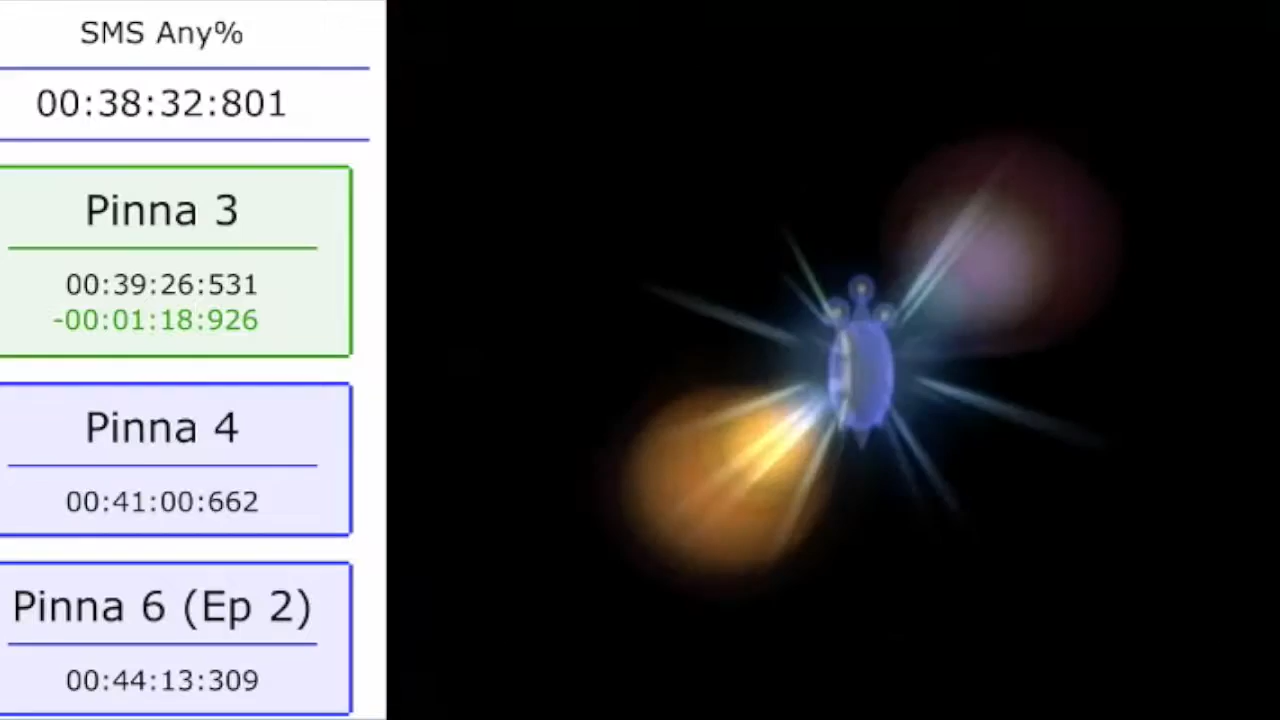 SMS Any%
00:38:32:801
Pinna 3
00:39:26:531
-00:01:18:926
Pinna 4
00:41:00:662
Pinna 6 (Ep 2)
00:44:13:309